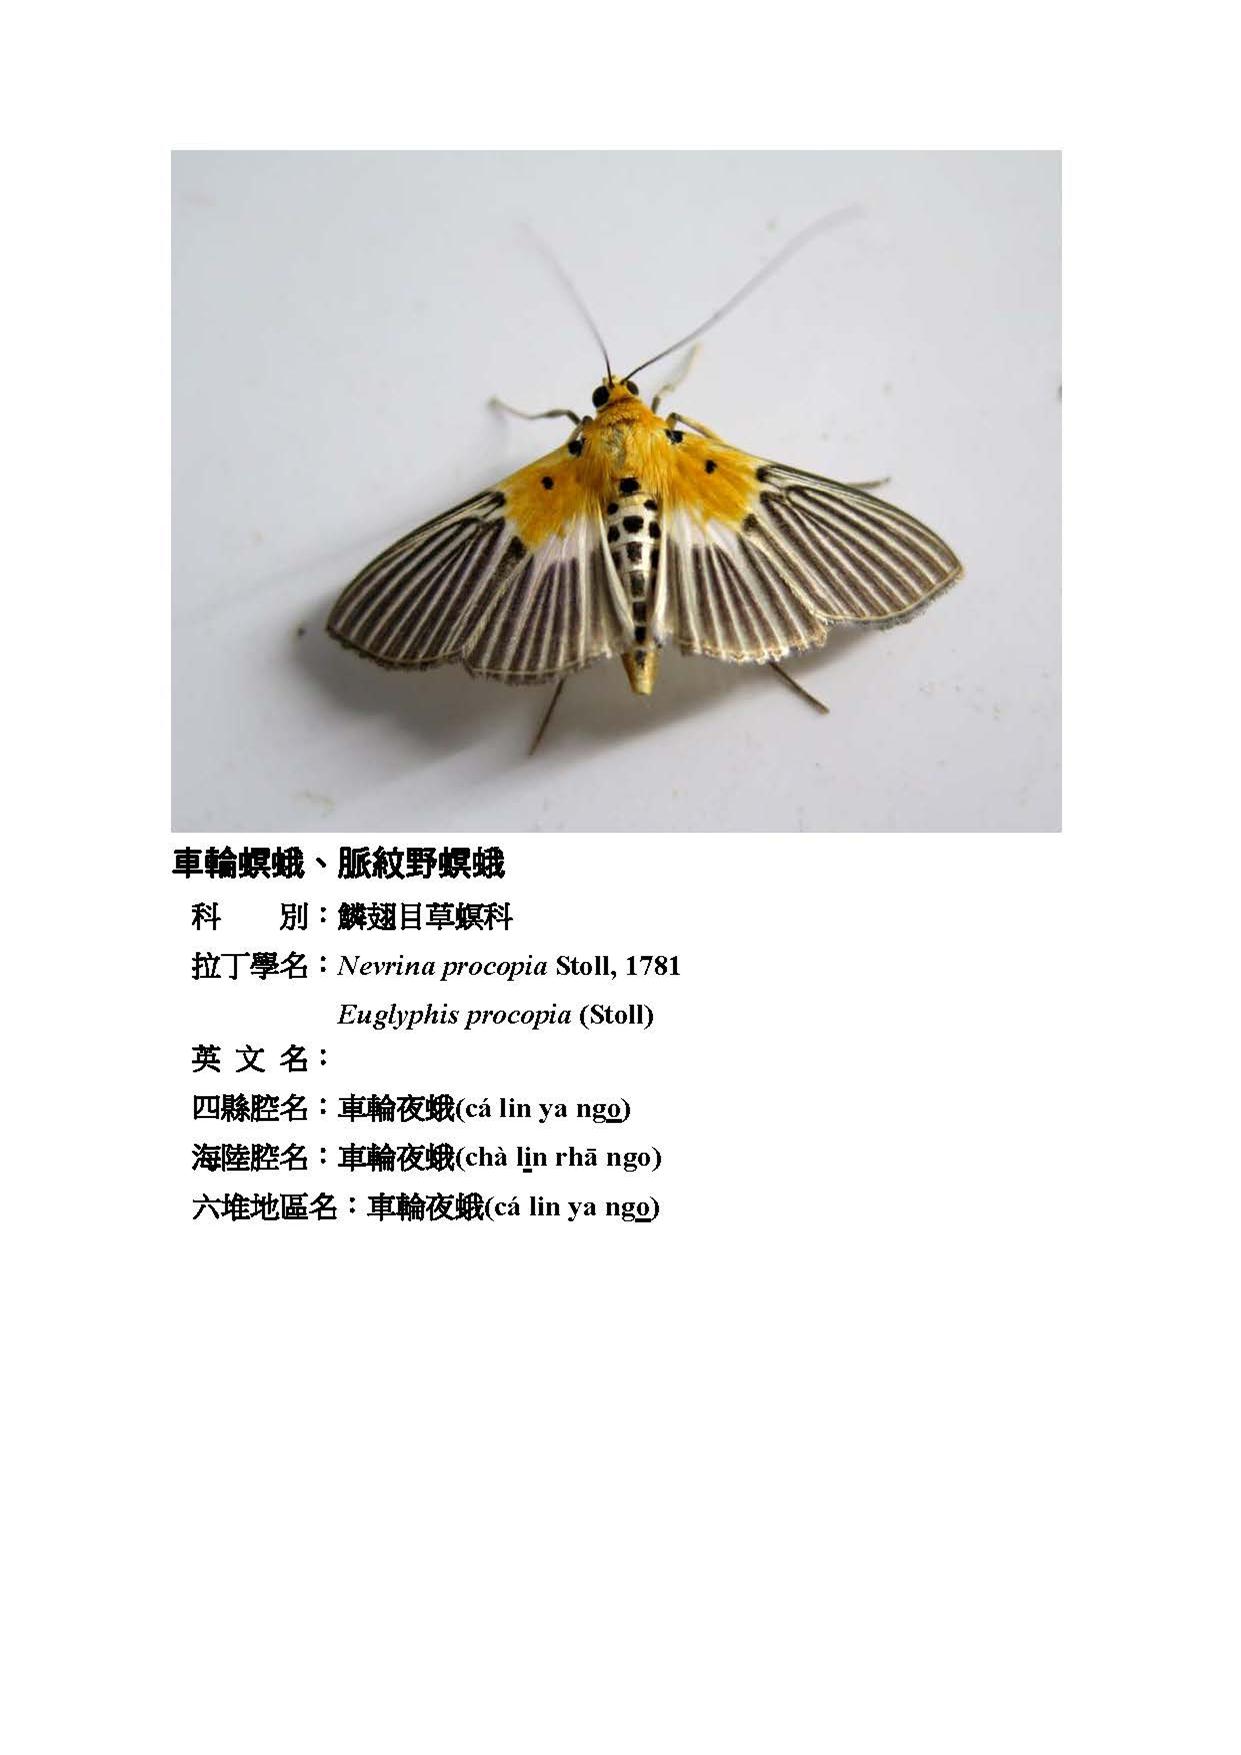 車輪螟蛾、脈紋野螟蛾
科　　別：鱗翅目草螟科
拉丁學名：Nevrina procopia Stoll, 1781
Euglyphis procopia (Stoll)
英 文 名：
四縣腔名：車輪夜蛾(cá lin ya ngo)
海陸腔名：車輪夜蛾(chà lin rhā ngo)
六堆地區名：車輪夜蛾(cá lin ya ngo)